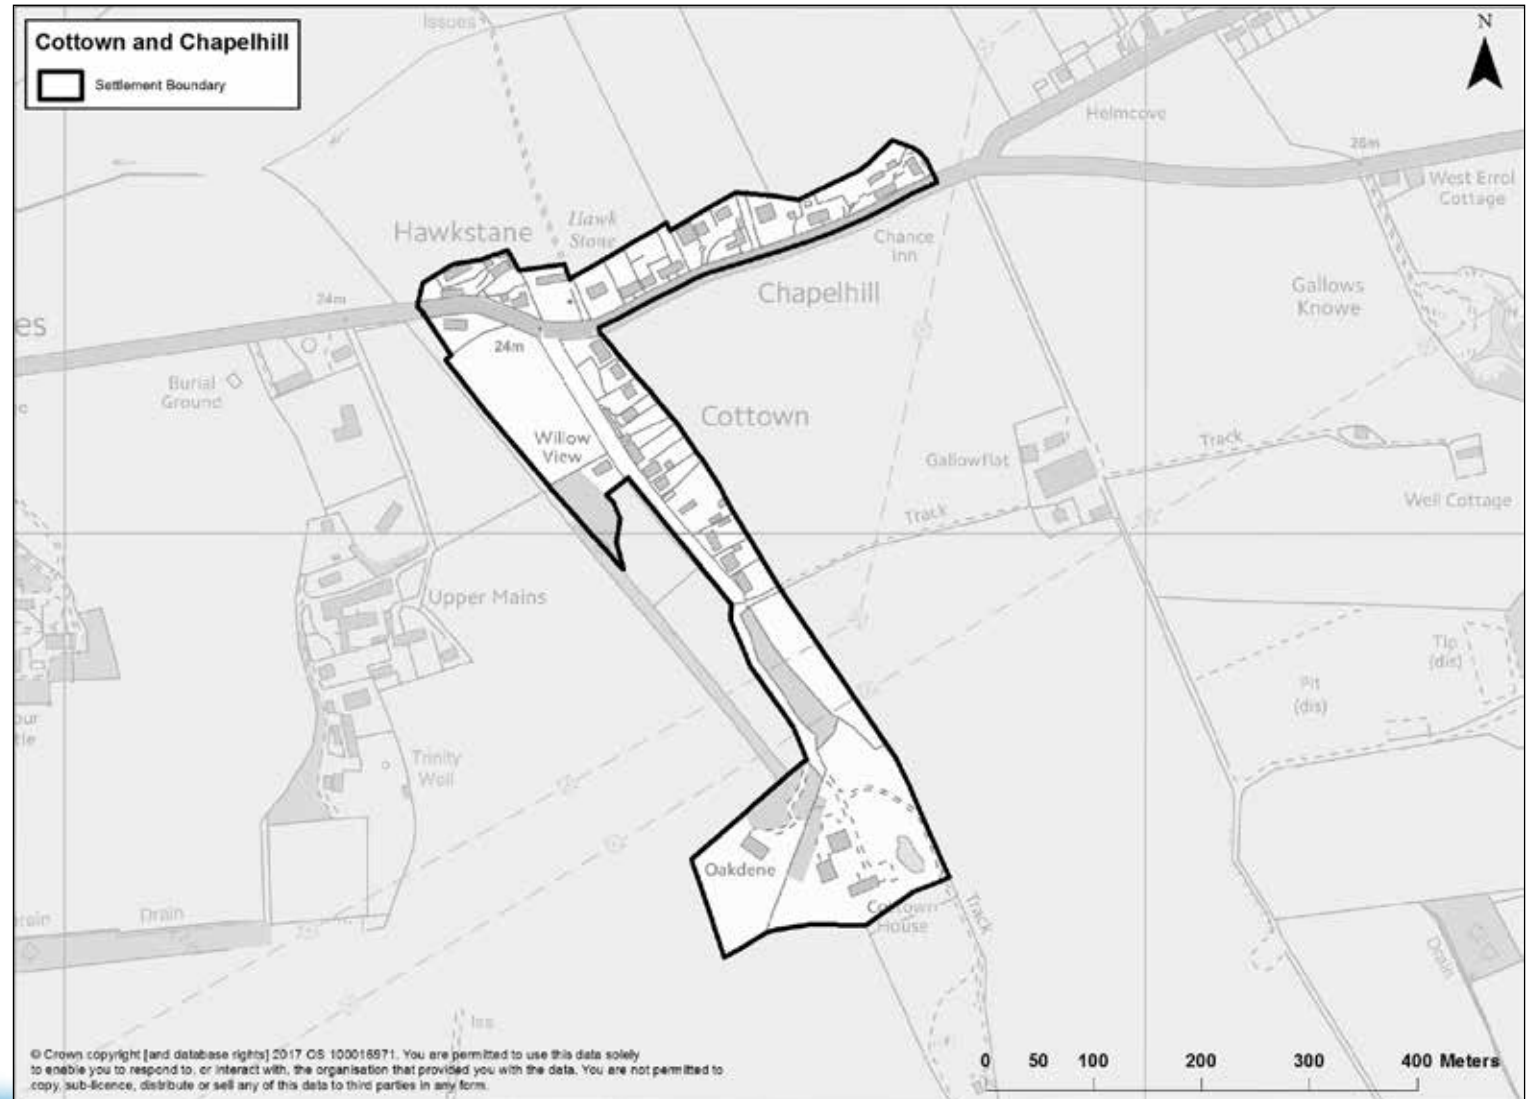 Cottown and Chapelhill
Settlement Boundary
Issues
N
Helmcove
26m
West Errol
Cottage
Hawkstane
Hawk
Stone
Chance
Inn
Chapelhill
Gallows
Knowe
24m
es
24m
Burial
Ground
Cottown
Willow
View
Track
Gallowflat
Well Cottage
Track
Upper Mains
Tip
(dis)
Pit
(dis)
our
tle
Trinity
Well
Oakdene
Cottown
House
Track
Drain
Drain
Iss
© Crown copyright [and database rights] 2017 OS 100016971. You are permitted to use this data solely
to enable you to respond to, or interact with, the organisation that provided you with the data. You are not permitted to
copy, sub-licence, distribute or sell any of this data to third parties in any form.
0 50 100 200 300 400 Meters